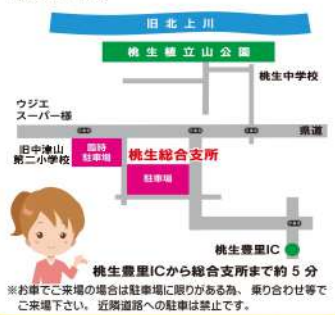 旧北上川
桃生植立山公園
桃生中学校
ウジエ
スーパー様
県道
旧中津山
第二小学校
臨時
駐車場
桃生総合支所
駐車場
桃生豊里IC
桃生豊里ICから総合支所まで約5分
※お車でご来場の場合は駐車場に限りがある為、乗り合わせ等で
ご来場下さい。近隣道路への駐車は禁止です。